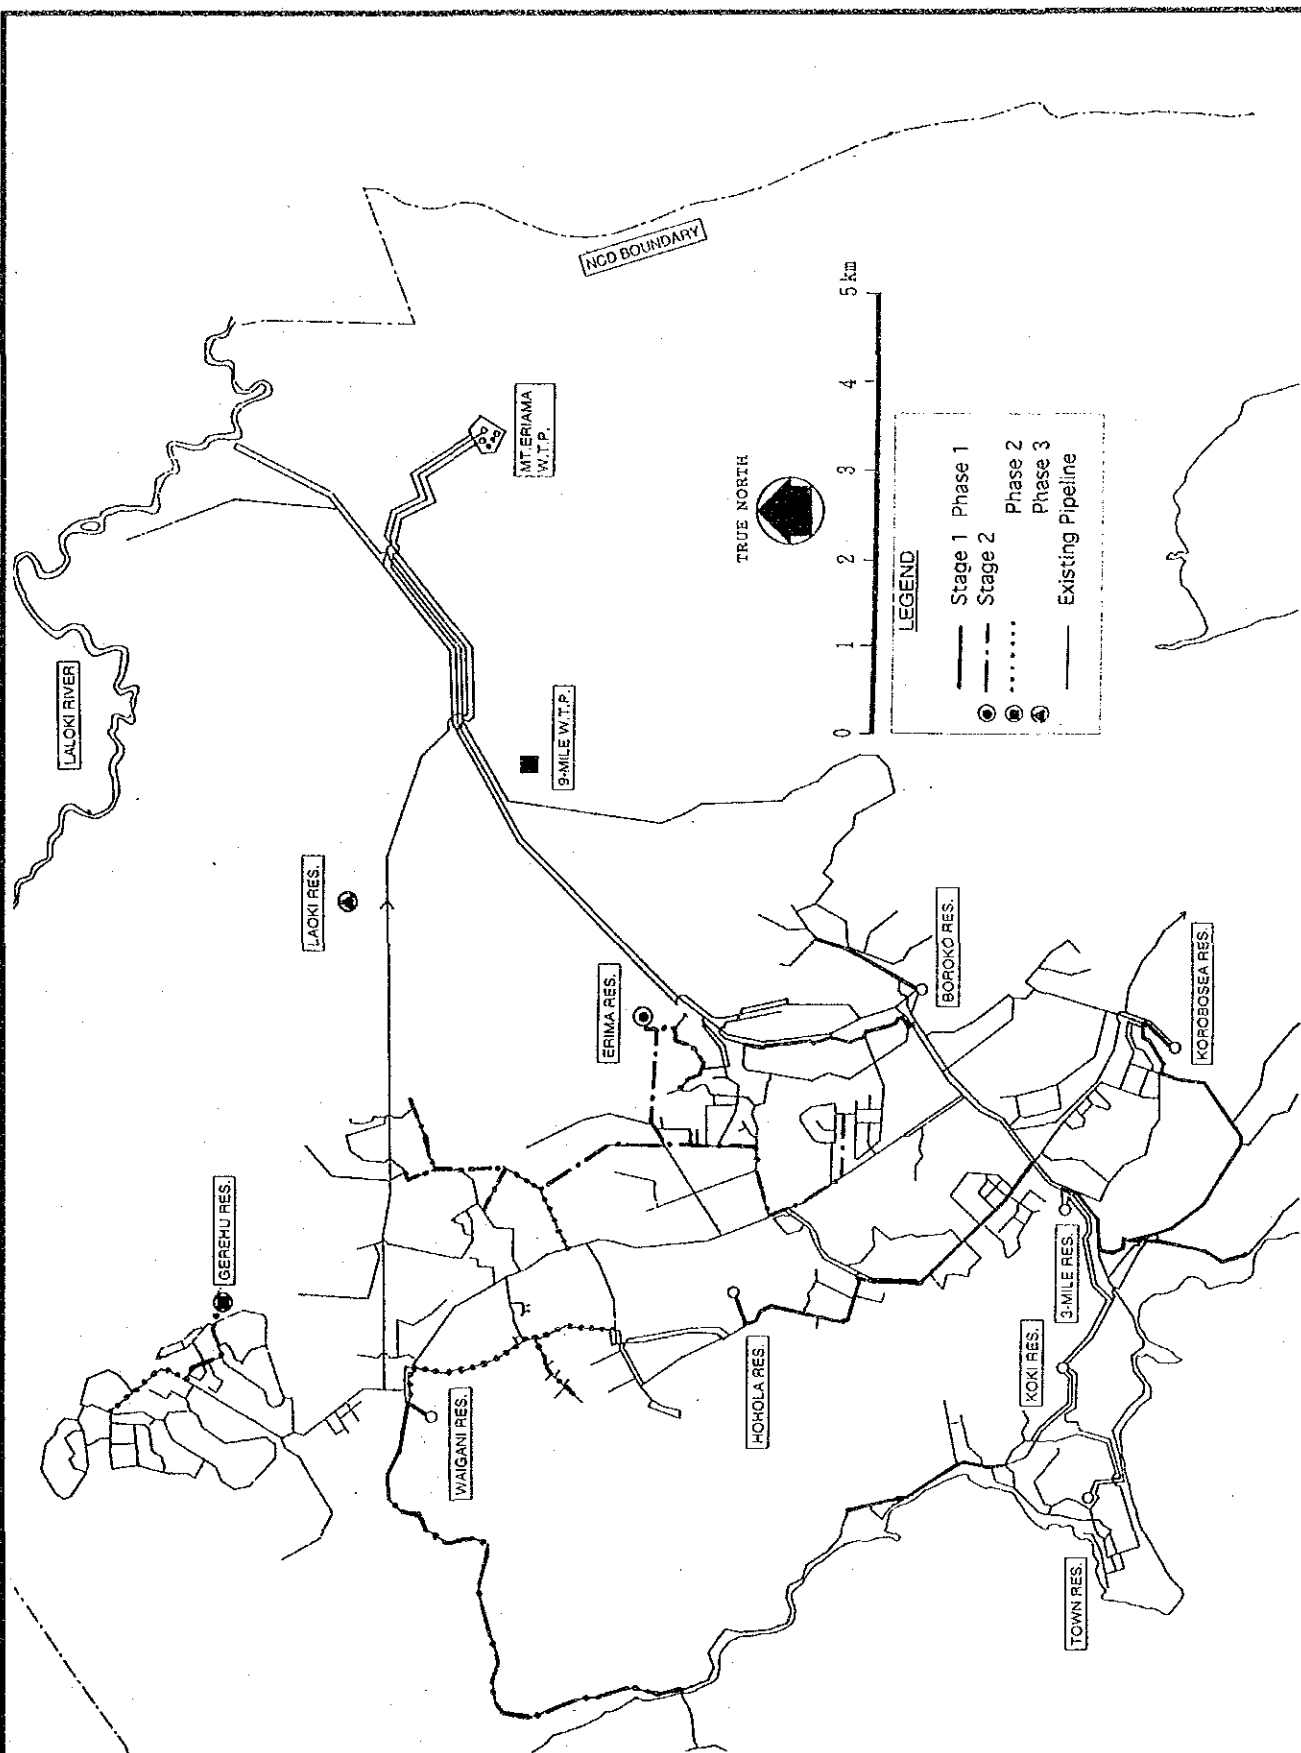 NCD BOUNDARY
LALOKI RIVER
MT.ERIAMA
W.T.P.
9-MILE W.T.P.
LAOKI RES.
ERIMA RES.
GEREHU RES.
BOROKO RES.
KOROBOSEA RES.
3-MILE RES.
KOKI RES.
HOHOLA RES.
WAIGANI RES.
TOWN RES.
TRUE NORTH
0 1 2 3 4 5 km
LEGEND
Stage 1 Phase 1
Stage 2
Phase 2
Phase 3
Existing Pipeline